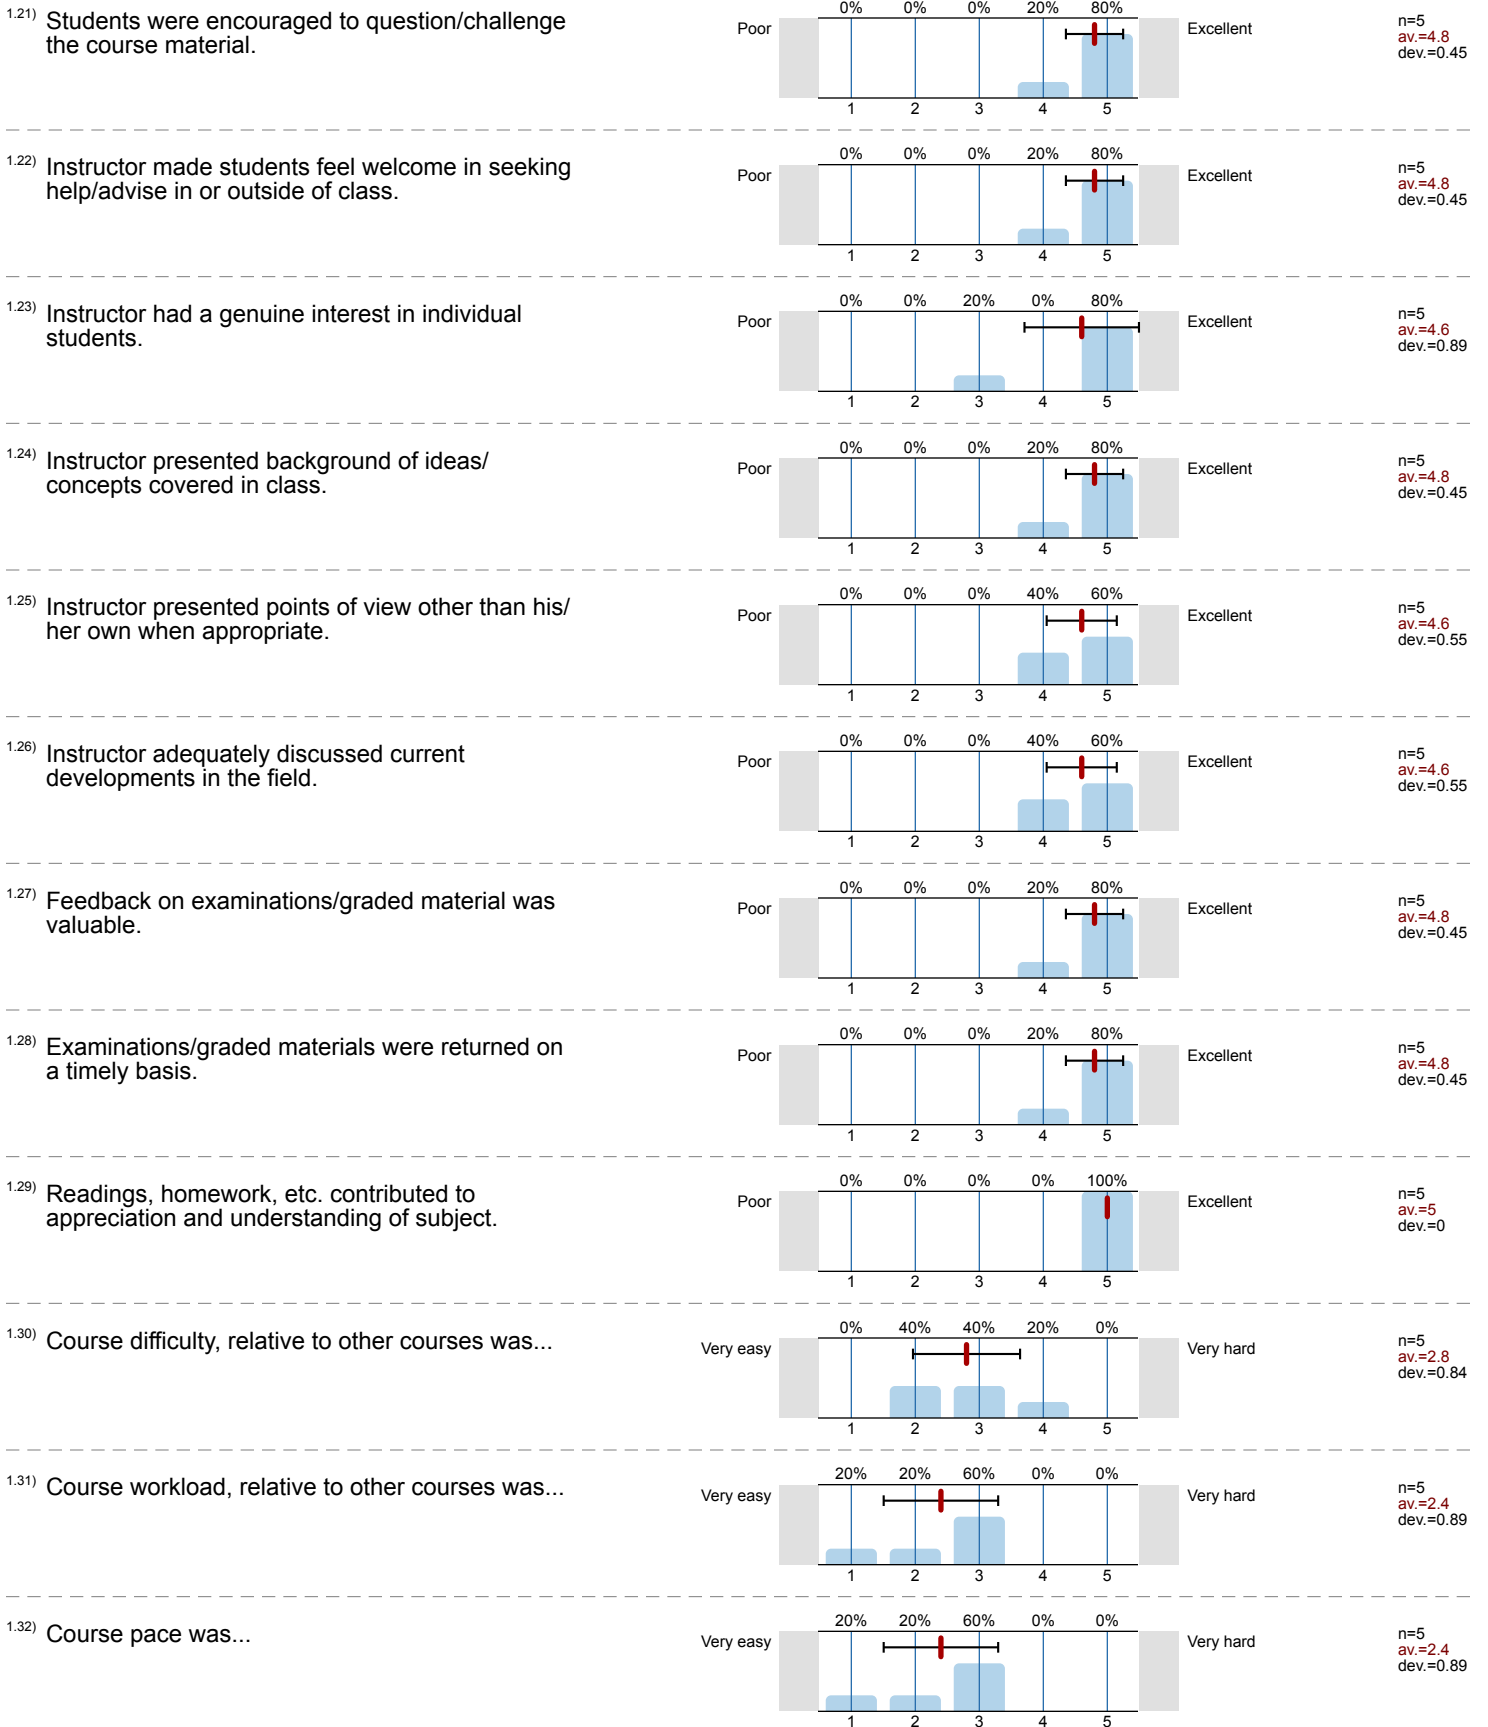 1.21) Students were encouraged to question/challenge
the course material.
0% 0% 0% 20% 80%
Poor Excellent
n=5
av.=4.8
dev.=0.45
1 2 3 4 5
1.22) Instructor made students feel welcome in seeking
help/advise in or outside of class.
0% 0% 0% 20% 80%
Poor Excellent
n=5
av.=4.8
dev.=0.45
1 2 3 4 5
1.23) Instructor had a genuine interest in individual
students.
0% 0% 20% 0% 80%
Poor Excellent
n=5
av.=4.6
dev.=0.89
1 2 3 4 5
1.24) Instructor presented background of ideas/
concepts covered in class.
0% 0% 0% 20% 80%
Poor Excellent
n=5
av.=4.8
dev.=0.45
1 2 3 4 5
1.25) Instructor presented points of view other than his/
her own when appropriate.
0% 0% 0% 40% 60%
Poor Excellent
n=5
av.=4.6
dev.=0.55
1 2 3 4 5
1.26) Instructor adequately discussed current
developments in the field.
0% 0% 0% 40% 60%
Poor Excellent
n=5
av.=4.6
dev.=0.55
1 2 3 4 5
1.27) Feedback on examinations/graded material was
valuable.
0% 0% 0% 20% 80%
Poor Excellent
n=5
av.=4.8
dev.=0.45
1 2 3 4 5
1.28) Examinations/graded materials were returned on
a timely basis.
0% 0% 0% 20% 80%
Poor Excellent
n=5
av.=4.8
dev.=0.45
1 2 3 4 5
1.29) Readings, homework, etc. contributed to
appreciation and understanding of subject.
0% 0% 0% 0% 100%
Poor Excellent
n=5
av.=5
dev.=0
1 2 3 4 5
1.30) Course difficulty, relative to other courses was...
0% 40% 40% 20% 0%
Very easy Very hard
n=5
av.=2.8
dev.=0.84
1 2 3 4 5
1.31) Course workload, relative to other courses was...
20% 20% 60% 0% 0%
Very easy Very hard
n=5
av.=2.4
dev.=0.89
1 2 3 4 5
1.32) Course pace was...
20% 20% 60% 0% 0%
Very easy Very hard
n=5
av.=2.4
dev.=0.89
1 2 3 4 5